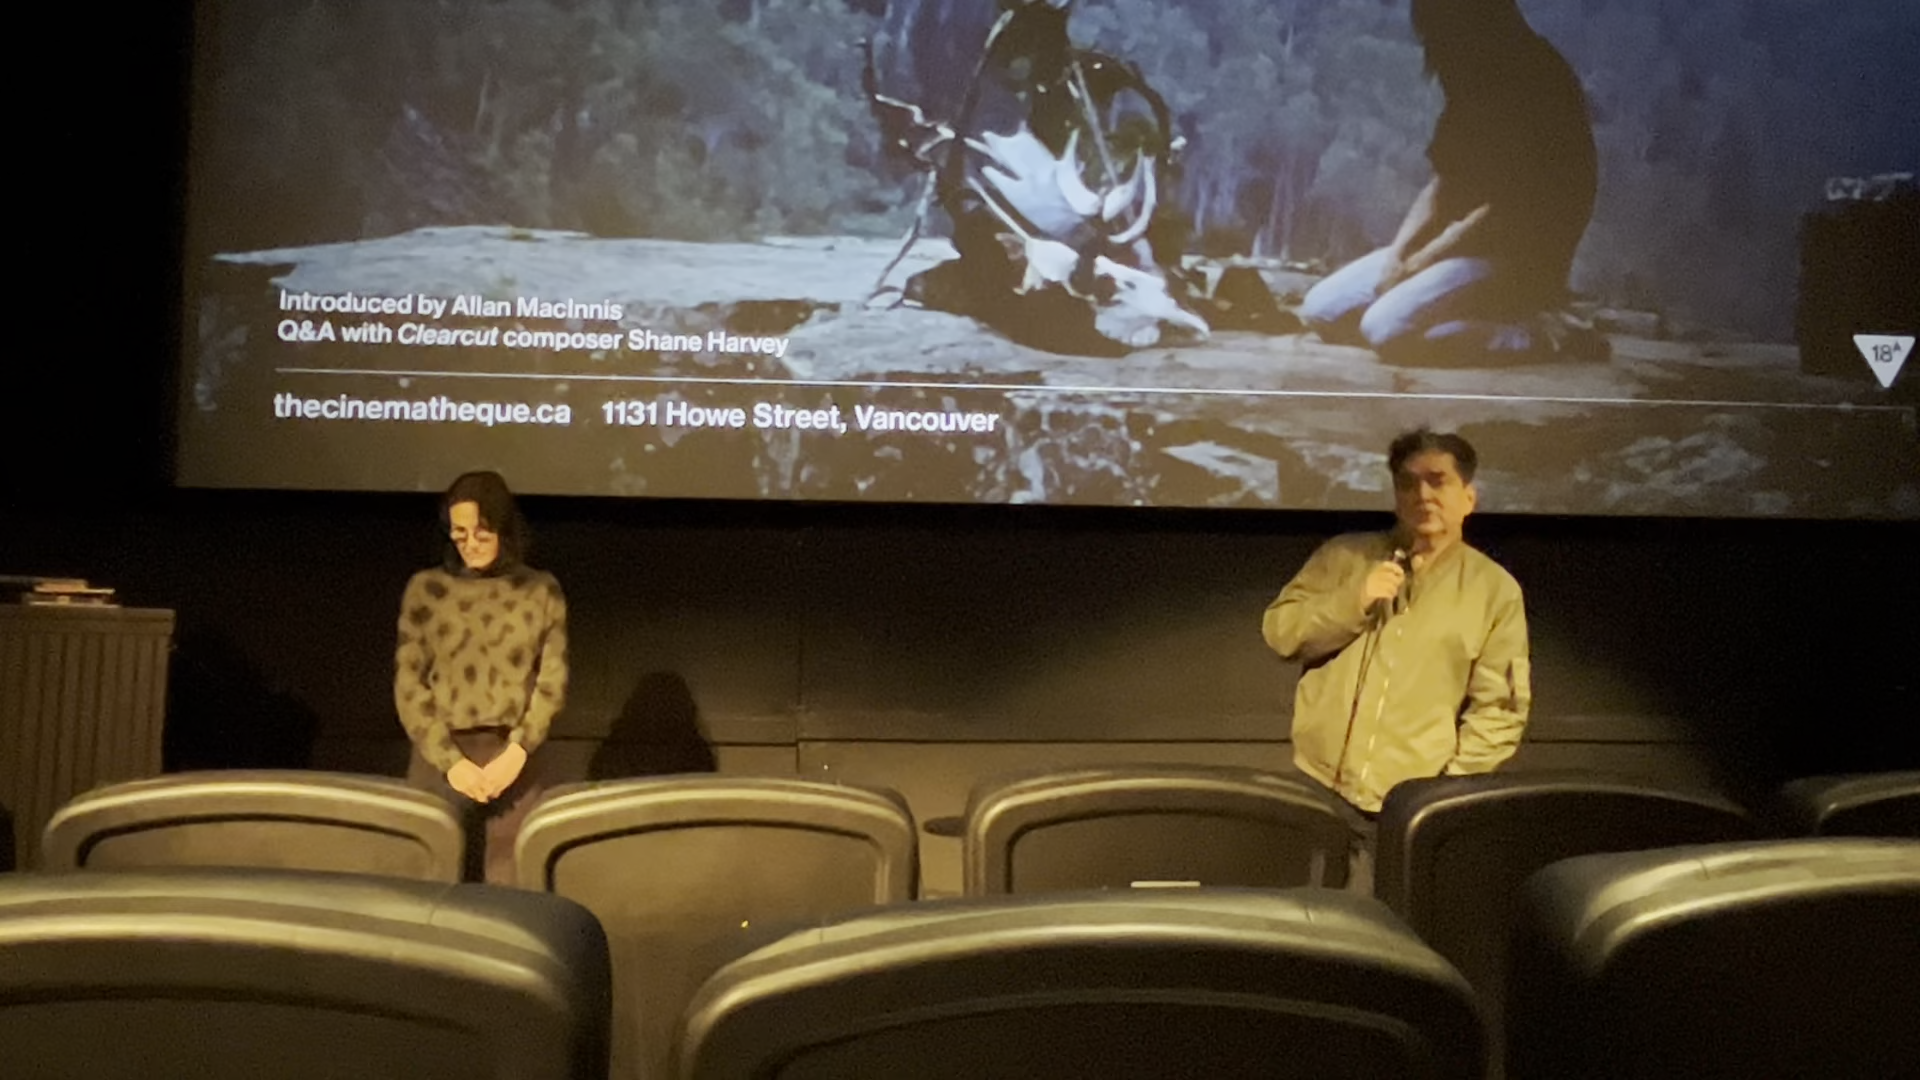 Introduced by Allan MacInnis
Q&A with Clearcut composer Shane Harvey
thecinematheque.ca 1131 Howe Street, Vancouver
18A